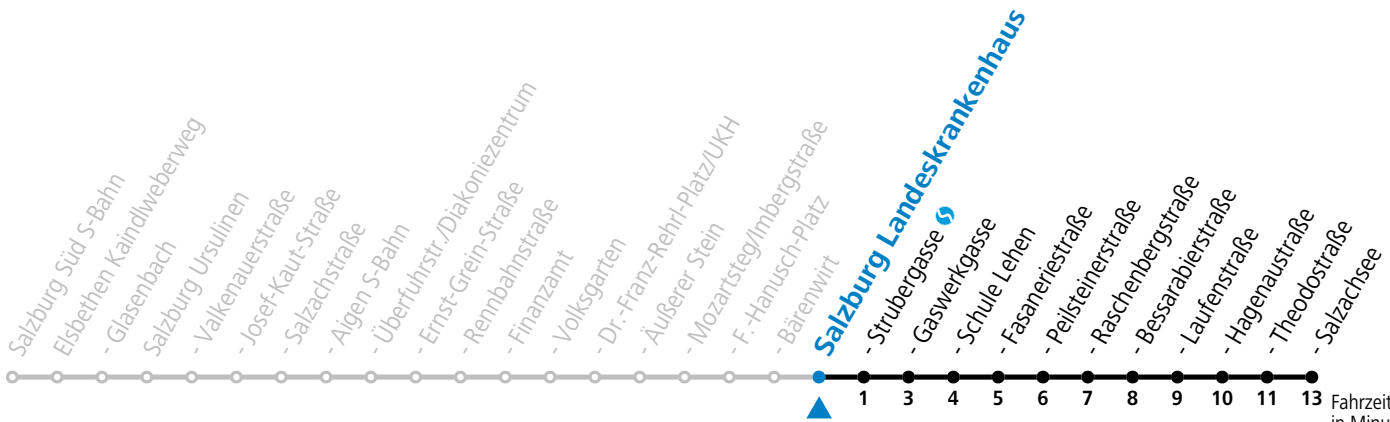 Salzburg Süd S-Bahn
Elsbethen Kaindlweberweg
- Glasenbach
Salzburg Ursulinen
- Valkenauerstraße
- Josef-Kaut-Straße
- Salzachstraße
- Aigen S-Bahn
- Überfuhrstr./Diakoniezentrum
- Ernst-Grein-Straße
- Rennbahnstraße
- Finanzamt
- Volksgarten
- Dr.-Franz-Rehrl-Platz/UKH
- Äußerer Stein
- Mozartsteg/Imbergstraße
- F.-Hanusch-Platz
- Bärenwirt
Salzburg Landeskrankenhaus
- Strubergasse
- Gaswerkgasse
- Schule Lehen
- Fasaneriestraße
- Peilsteinerstraße
- Raschenbergstraße
- Bessarabierstraße
- Laufenstraße
- Hagenaustraße
- Theodostraße
- Salzachsee
1 3 4 5 6 7 8 9 10 11 13 Fahrzeit
in Minu